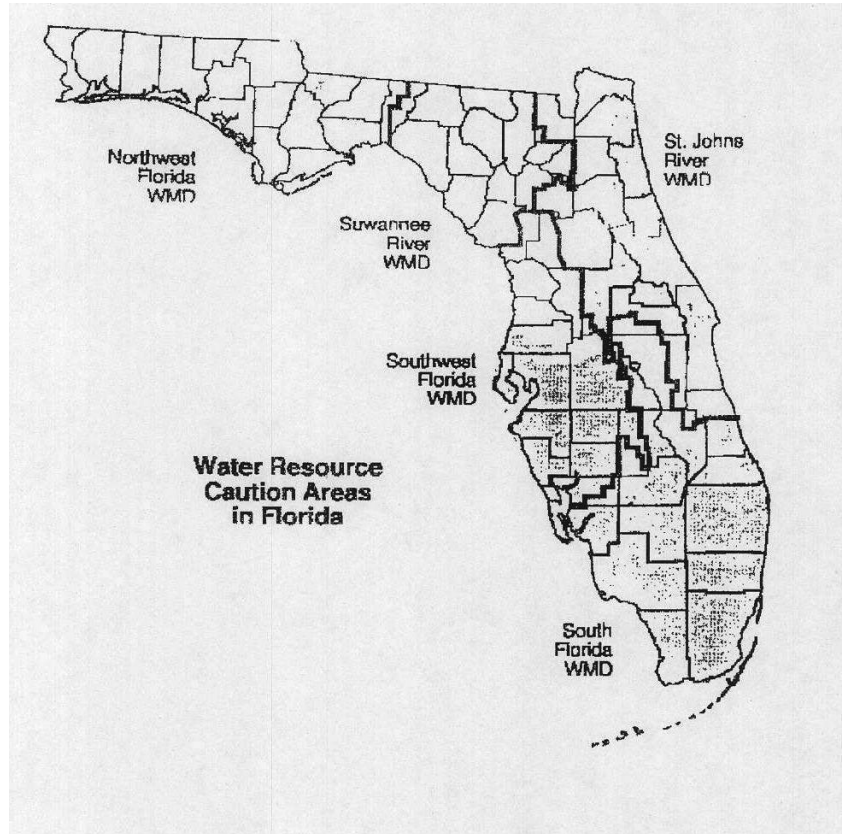 Northwest
Florida
WMD
St. Johns
River
WMD
Suwannee
River
WMD
Southwest
Florida
WMD
Water Resource
Caution Areas
in Florida
South
Florida
WMD